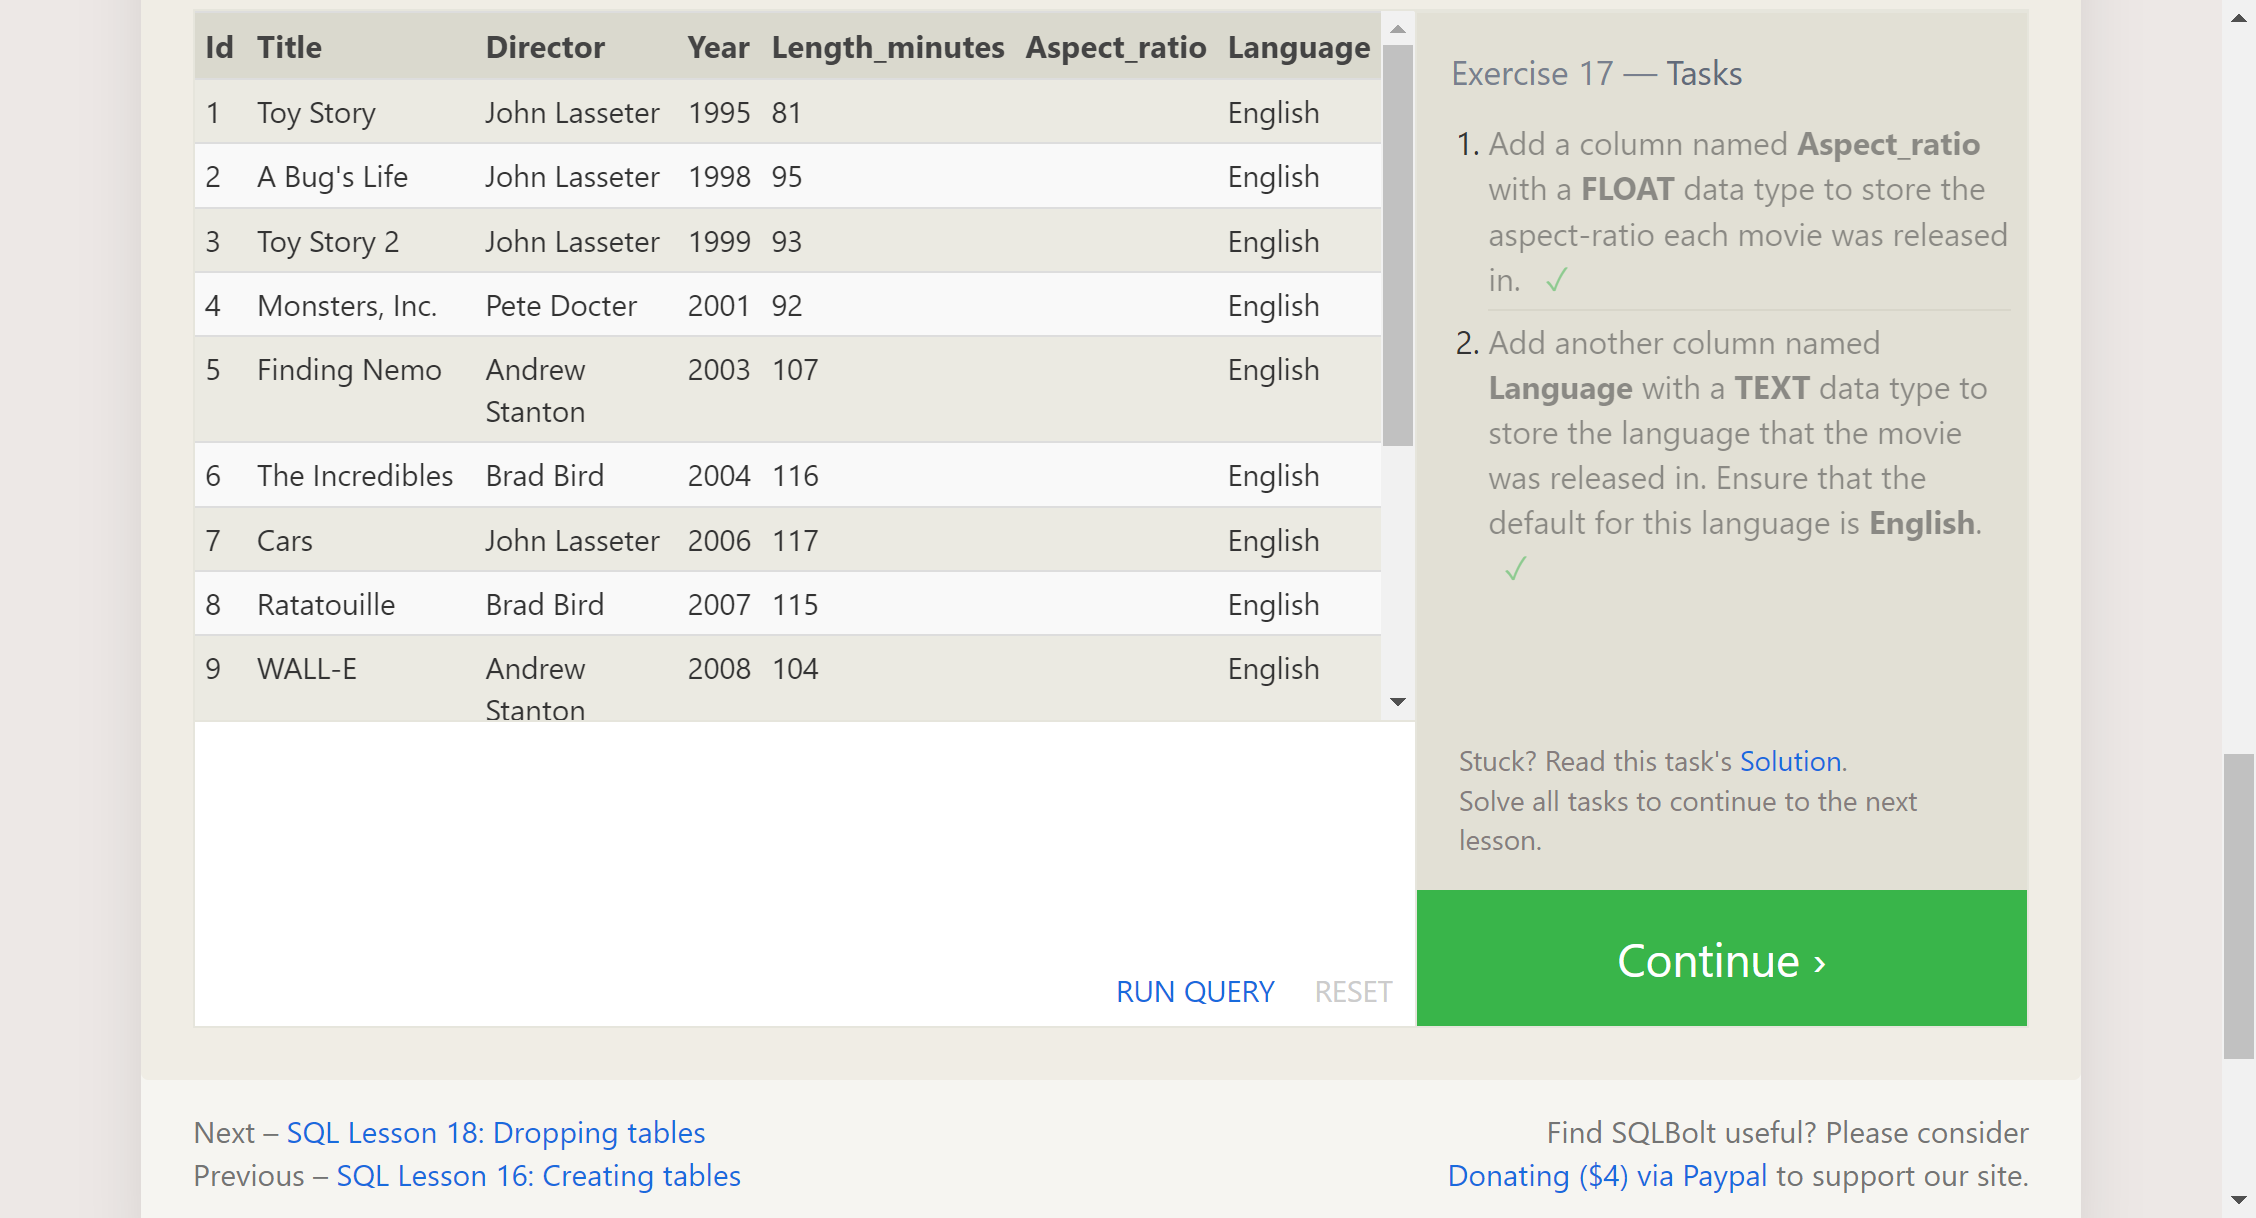 Id Title Director Year Length_minutes Aspect_ratio Language
1 Toy Story John Lasseter 1995 81 English
2 A Bug's Life John Lasseter 1998 95 English
3 Toy Story 2 John Lasseter 1999 93 English
4 Monsters, Inc. Pete Docter 2001 92 English
5 Finding Nemo Andrew 2003 107 English
Stanton
6 The Incredibles Brad Bird 2004 116 English
7 Cars John Lasseter 2006 117 English
8 Ratatouille Brad Bird 2007 115 English
9 WALL-E Andrew 2008 104 English
Stanton
RUN QUERY RESET
Exercise 17 — Tasks
1. Add a column named Aspect_ratio
with a FLOAT data type to store the
aspect-ratio each movie was released
in. ✓
2. Add another column named
Language with a TEXT data type to
store the language that the movie
was released in. Ensure that the
default for this language is English.
✓
Stuck? Read this task's Solution.
Solve all tasks to continue to the next
lesson.
Continue ›
Next – SQL Lesson 18: Dropping tables
Previous – SQL Lesson 16: Creating tables
Find SQLBolt useful? Please consider
Donating ($4) via Paypal to support our site.